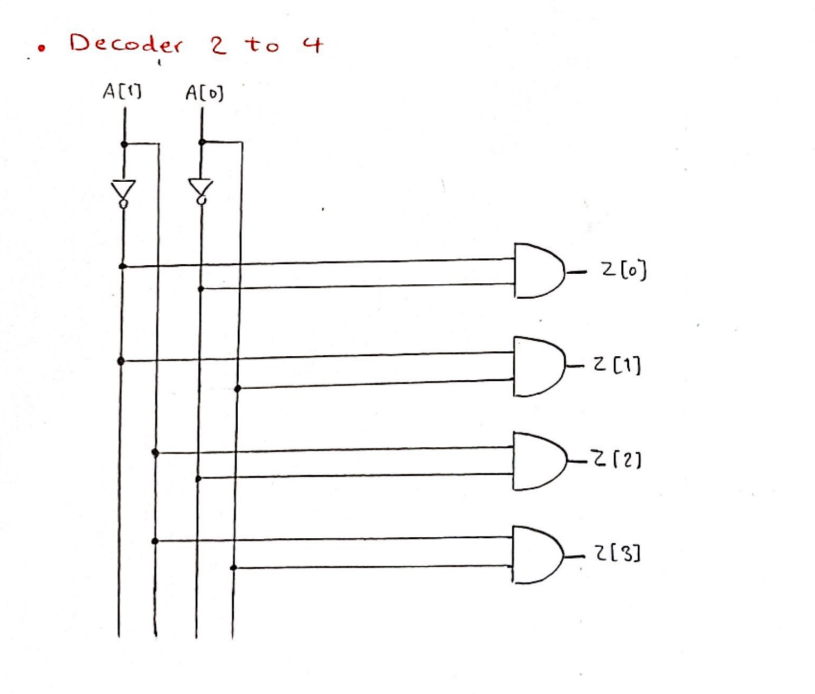 • Decoder 2 to 4
A[1] A[0]
Z[0]
Z[1]
Z[2]
Z[3]